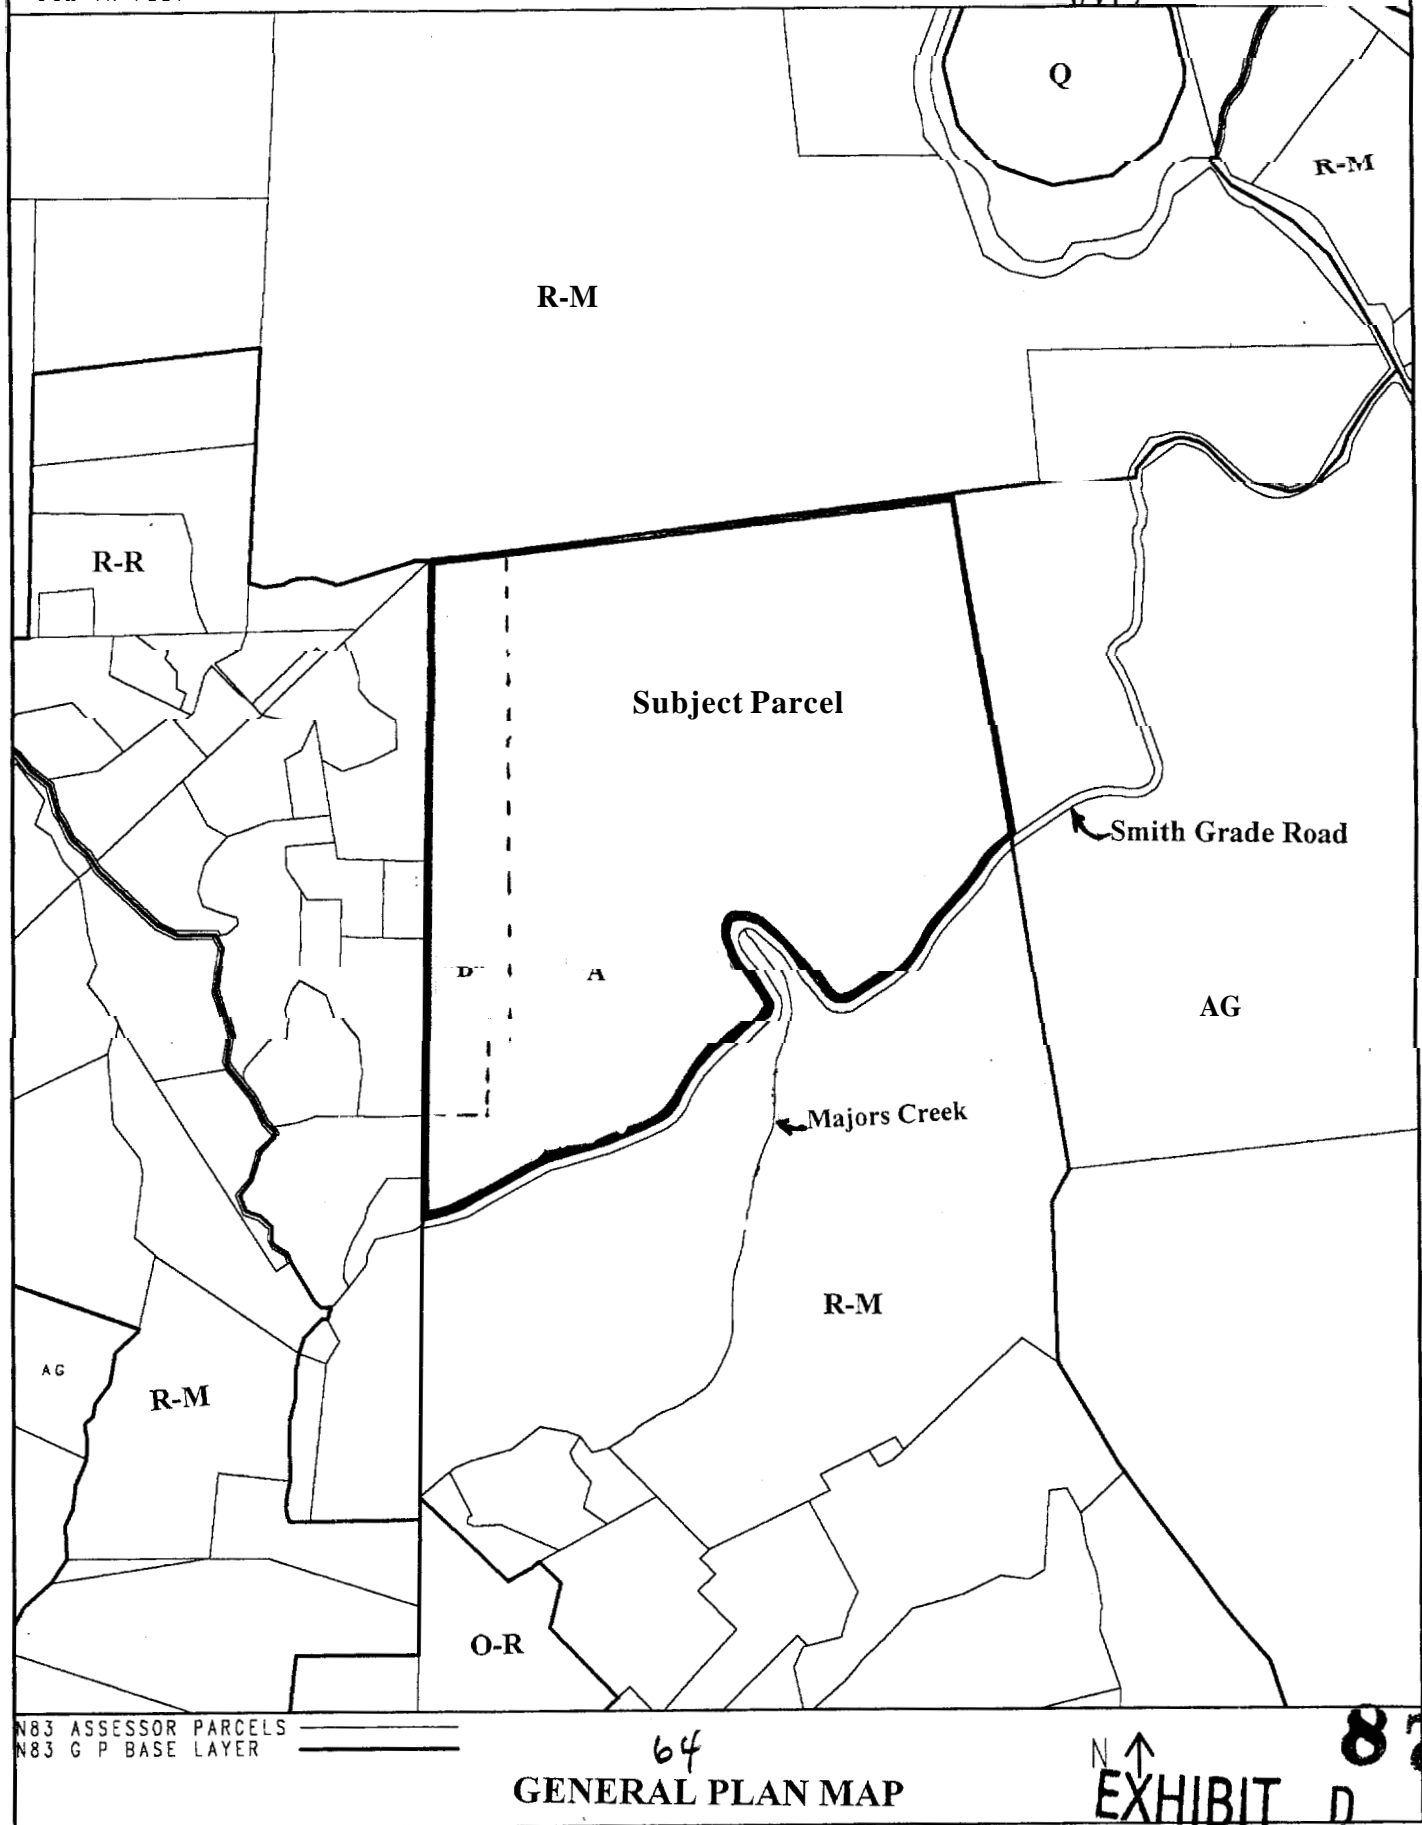 Q
R-M
R-M
R-R
Subject Parcel
Smith Grade Road
A
AG
Majors Creek
R-M
AG
R-M
O-R
N83 ASSESSOR PARCELS
N83 G P BASE LAYER
64
N
GENERAL PLAN MAP
EXHIBIT D